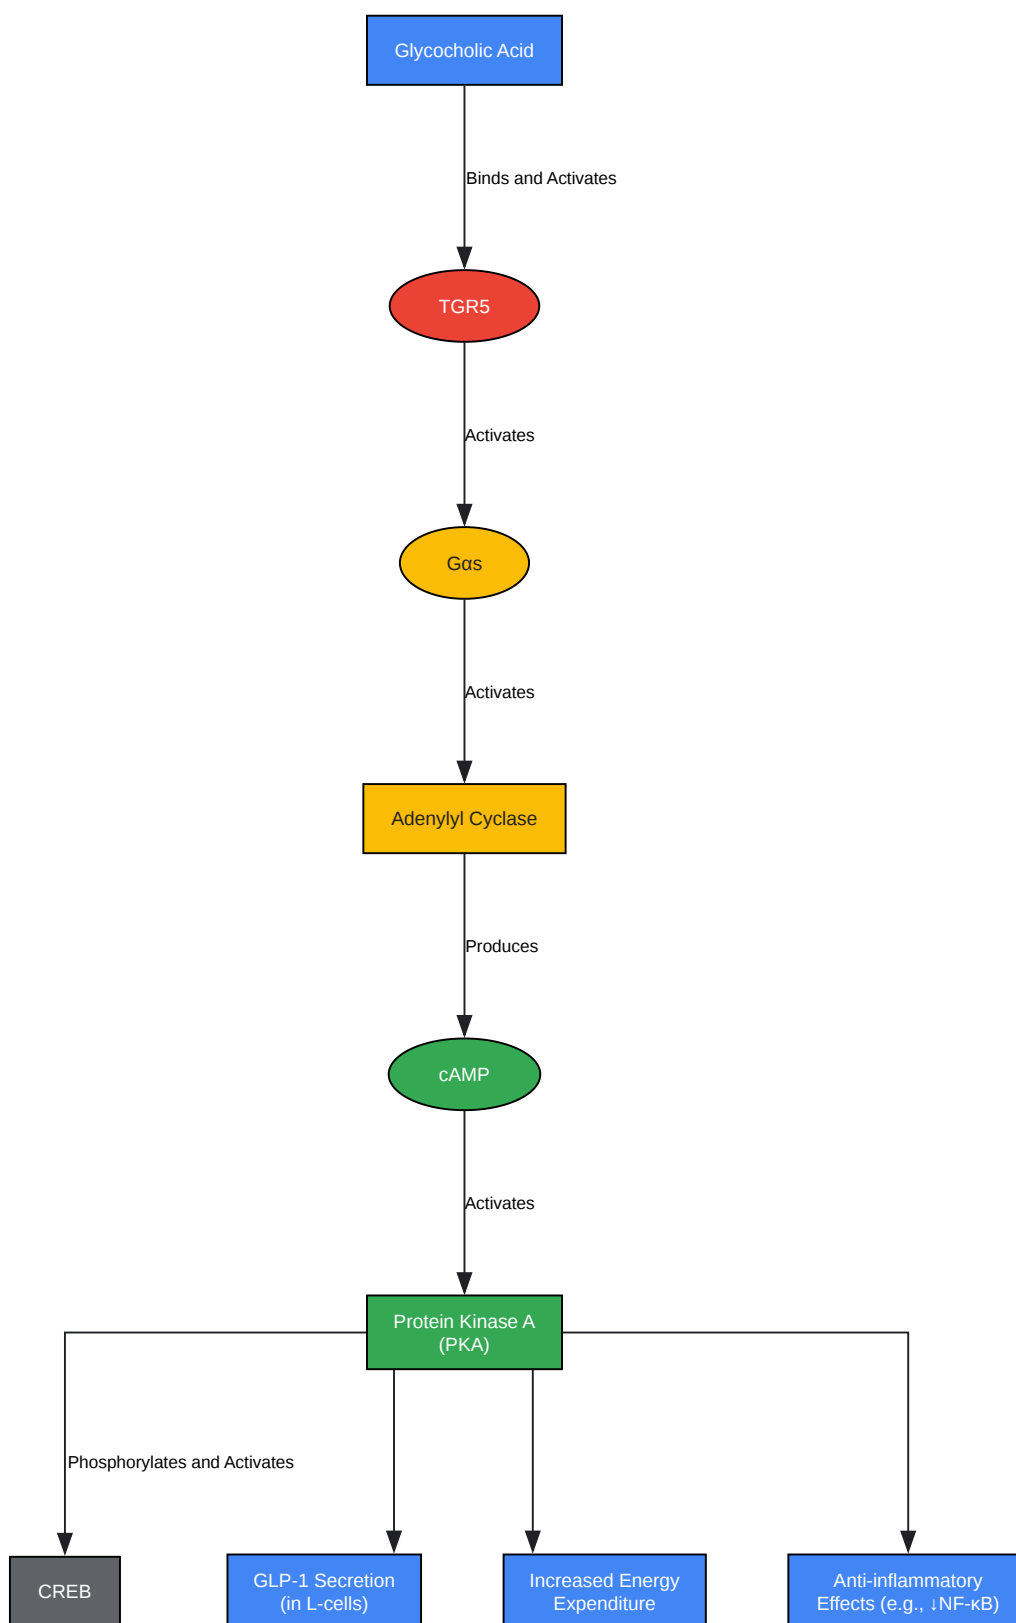 Glycocholic Acid
Binds and Activates
TGR5
Activates
Gαs
Activates
Adenylyl Cyclase
Produces
cAMP
Activates
Protein Kinase A
(PKA)
Phosphorylates and Activates
CREB
GLP-1 Secretion
(in L-cells)
Increased Energy
Expenditure
Anti-inflammatory
Effects (e.g., ↓NF-κB)